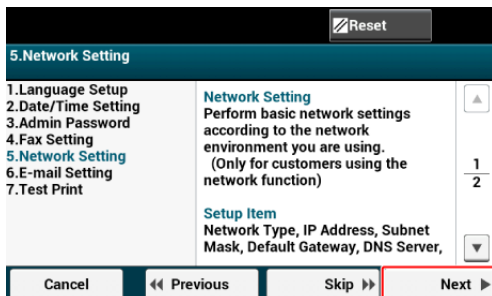 Reset
5.Network Setting
1.Language Setup
2.Date/Time Setting
3.Admin Password
4.Fax Setting
5.Network Setting
6.E-mail Setting
7.Test Print
Network Setting
Perform basic network settings
according to the network
environment you are using.
(Only for customers using the
network function)
Setup Item
Network Type, IP Address, Subnet
Mask, Default Gateway, DNS Server,
1
2
Cancel
Previous
Skip
Next